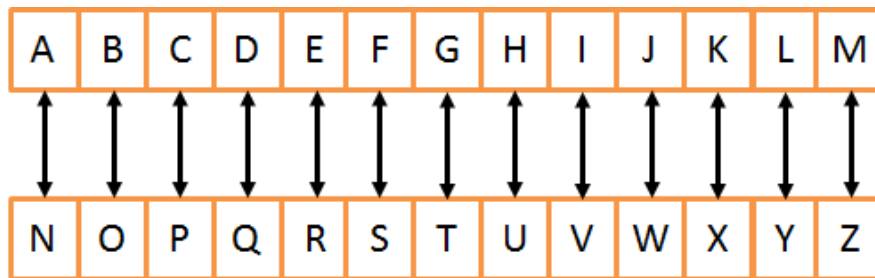 A B C D E F G H I J K L M
N O P Q R S T U V W X Y Z